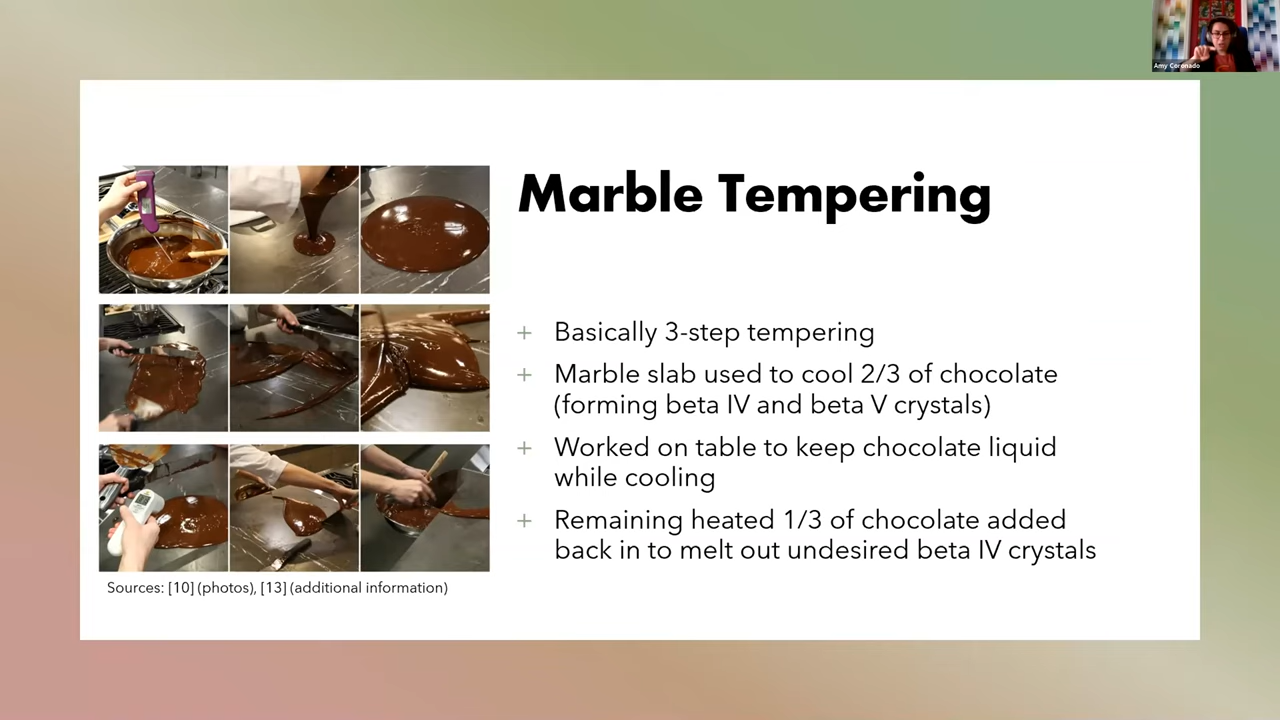 Amy Coronado
Marble Tempering
+ Basically 3-step tempering
+ Marble slab used to cool 2/3 of chocolate
(forming beta IV and beta V crystals)
+ Worked on table to keep chocolate liquid
while cooling
+ Remaining heated 1/3 of chocolate added
back in to melt out undesired beta IV crystals
Sources: [10] (photos), [13] (additional information)